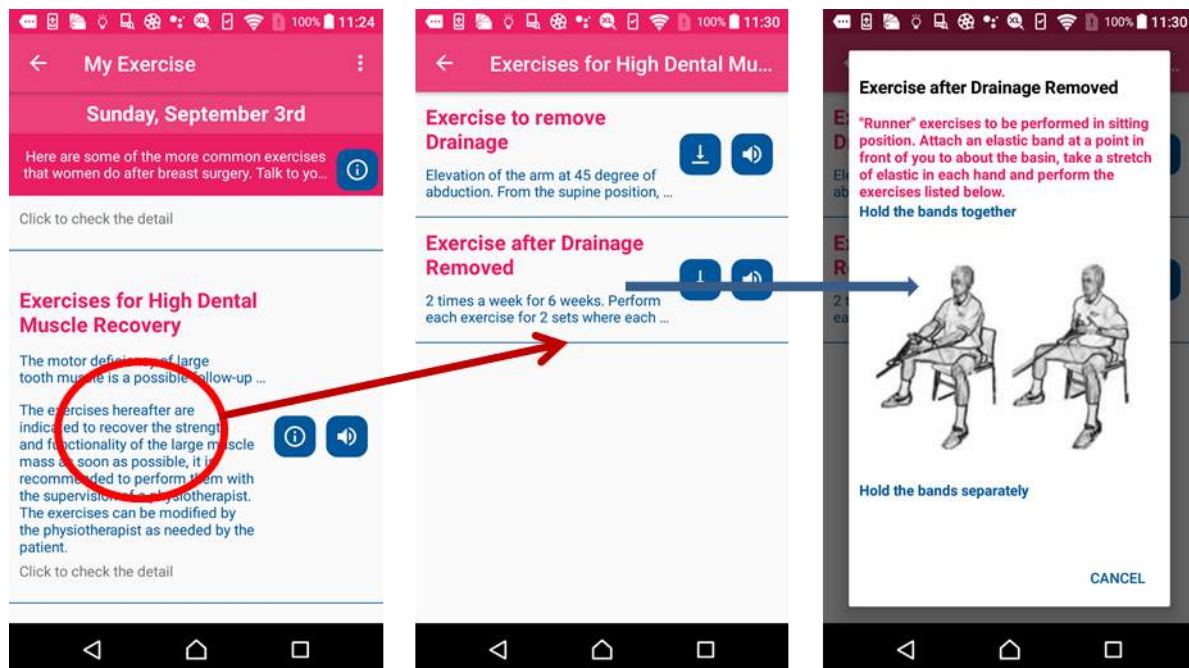 100% 11:24
My Exercise
Sunday, September 3rd
Here are some of the more common exercises
that women do after breast surgery. Talk to yo...
Click to check the detail
Exercises for High Dental
Muscle Recovery
The motor deficiency of large
tooth muscle is a possible follow-up ...
The exercises hereafter are
indicated to recover the strength
and functionality of the large muscle
mass as soon as possible, it is
recommended to perform them with
the supervision of a physiotherapist.
The exercises can be modified by
the physiotherapist as needed by the
patient.
Click to check the detail
100% 11:30
Exercises for High Dental Mu...
Exercise to remove
Drainage
Elevation of the arm at 45 degree of
abduction. From the supine position, ...
Exercise after Drainage
Removed
2 times a week for 6 weeks. Perform
each exercise for 2 sets where each ...
100% 11:30
Exercise after Drainage Removed
"Runner" exercises to be performed in sitting
position. Attach an elastic band at a point in
front of you to about the basin, take a stretch
of elastic in each hand and perform the
exercises listed below.
Hold the bands together
Hold the bands separately
CANCEL